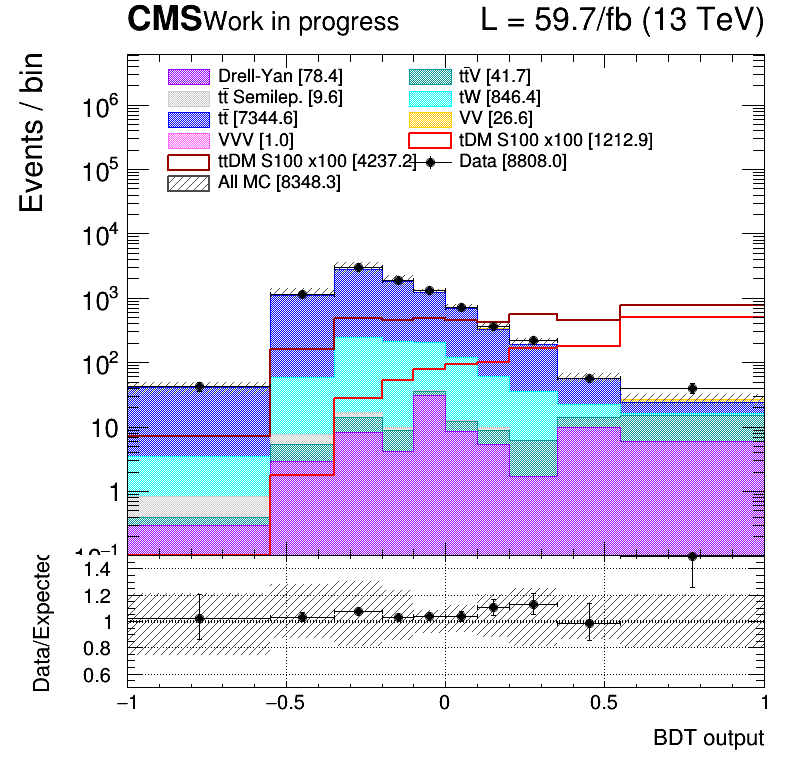 CMS Work in progress L = 59.7/fb (13 TeV)
Events / bin
Drell-Yan [78.4] tt̄V [41.7]
tt̄ Semilep. [9.6] tW [846.4]
tt̄ [7344.6] VV [26.6]
VVV [1.0] tDM S100 x100 [1212.9]
ttDM S100 x100 [4237.2] Data [8808.0]
All MC [8348.3]
10⁶
10⁵
10⁴
10³
10²
10
1
10⁻¹
Data/Expected
1.4
1.2
1
0.8
0.6
−1 −0.5 0 0.5 1
BDT output